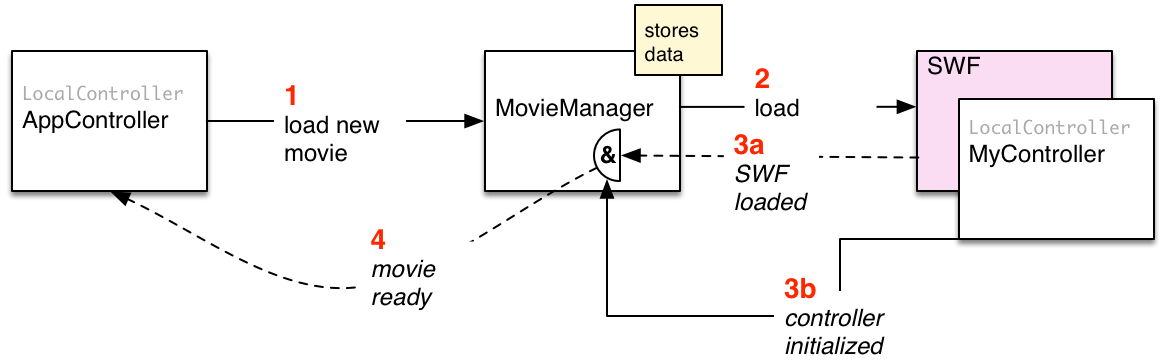 LocalController
AppController
1
load new
movie
stores
data
MovieManager
&
2
load
3a
SWF
loaded
SWF
LocalController
MyController
4
movie
ready
3b
controller
initialized